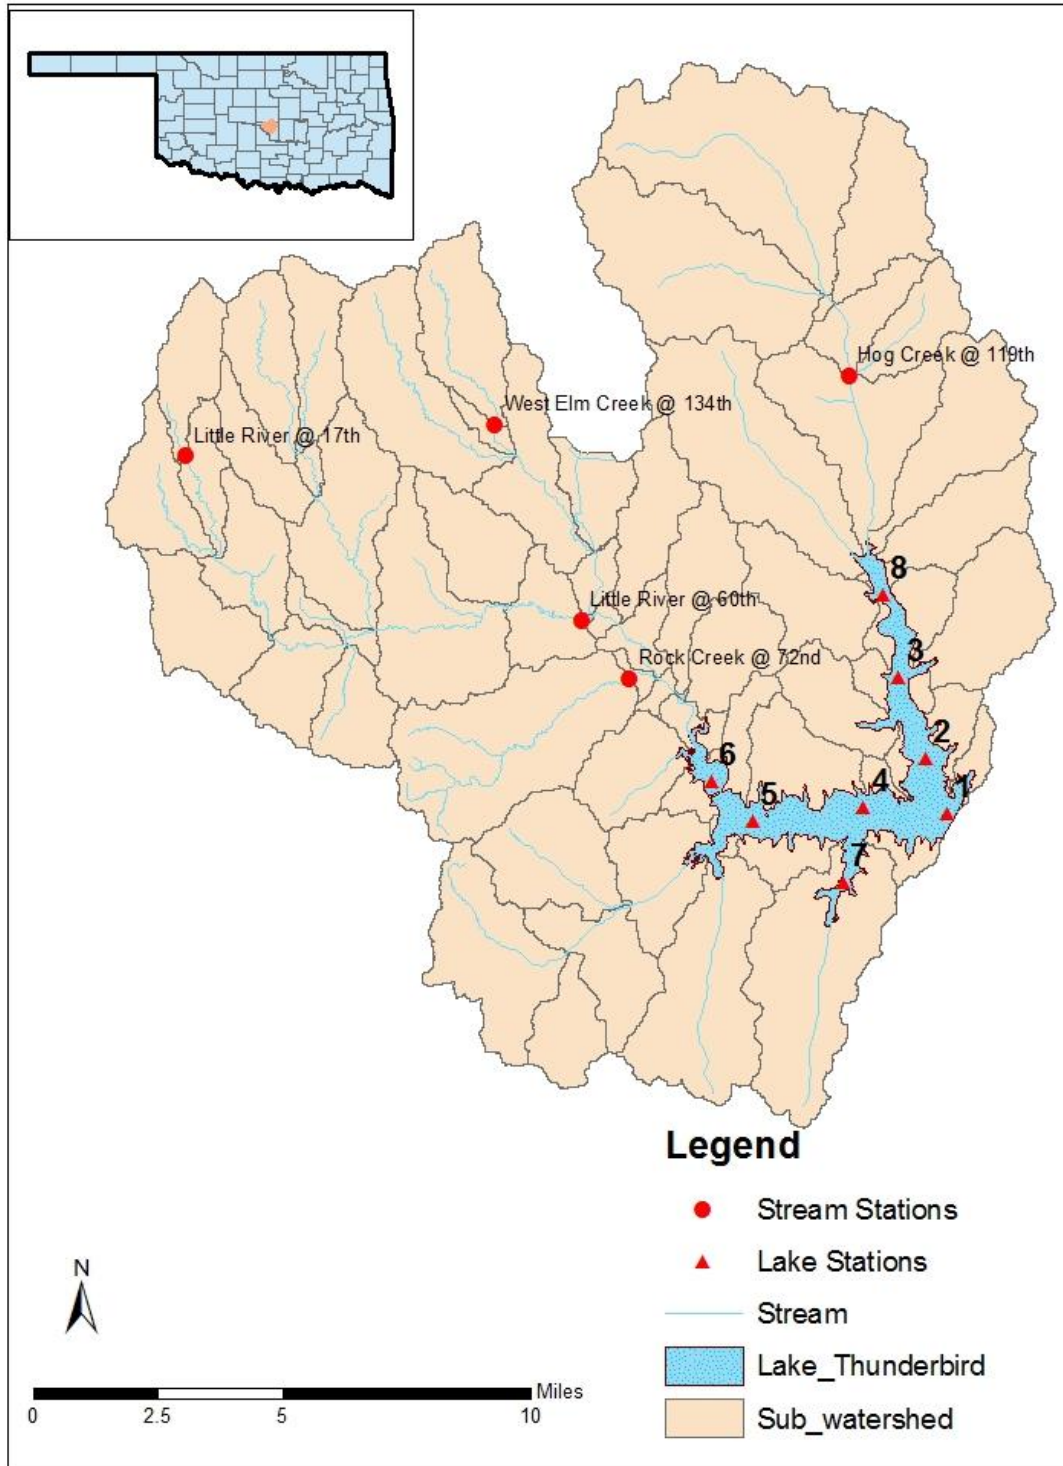 Hog Creek @ 119th
West Elm Creek @ 134th
Little River @ 17th
8
Little River @ 60th
3
Rock Creek @ 72nd
2
6
4
1
5
7
Legend
Stream Stations
Lake Stations
Stream
Lake_Thunderbird
Sub_watershed
N
Miles
0 2.5 5 10